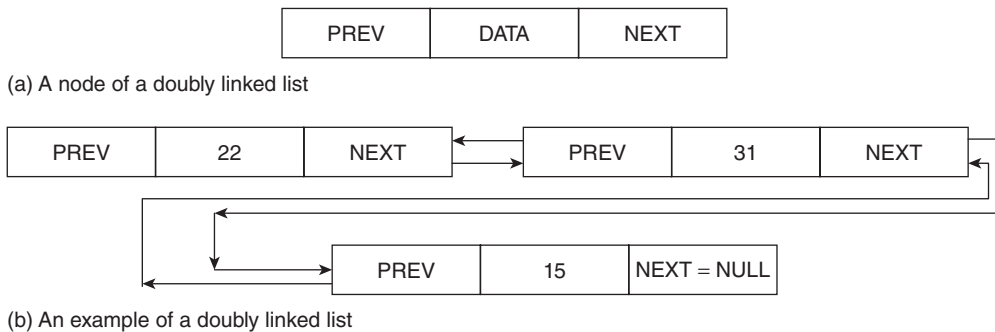 PREV DATA NEXT
(a) A node of a doubly linked list
PREV 22 NEXT PREV 31 NEXT
PREV 15 NEXT = NULL
(b) An example of a doubly linked list